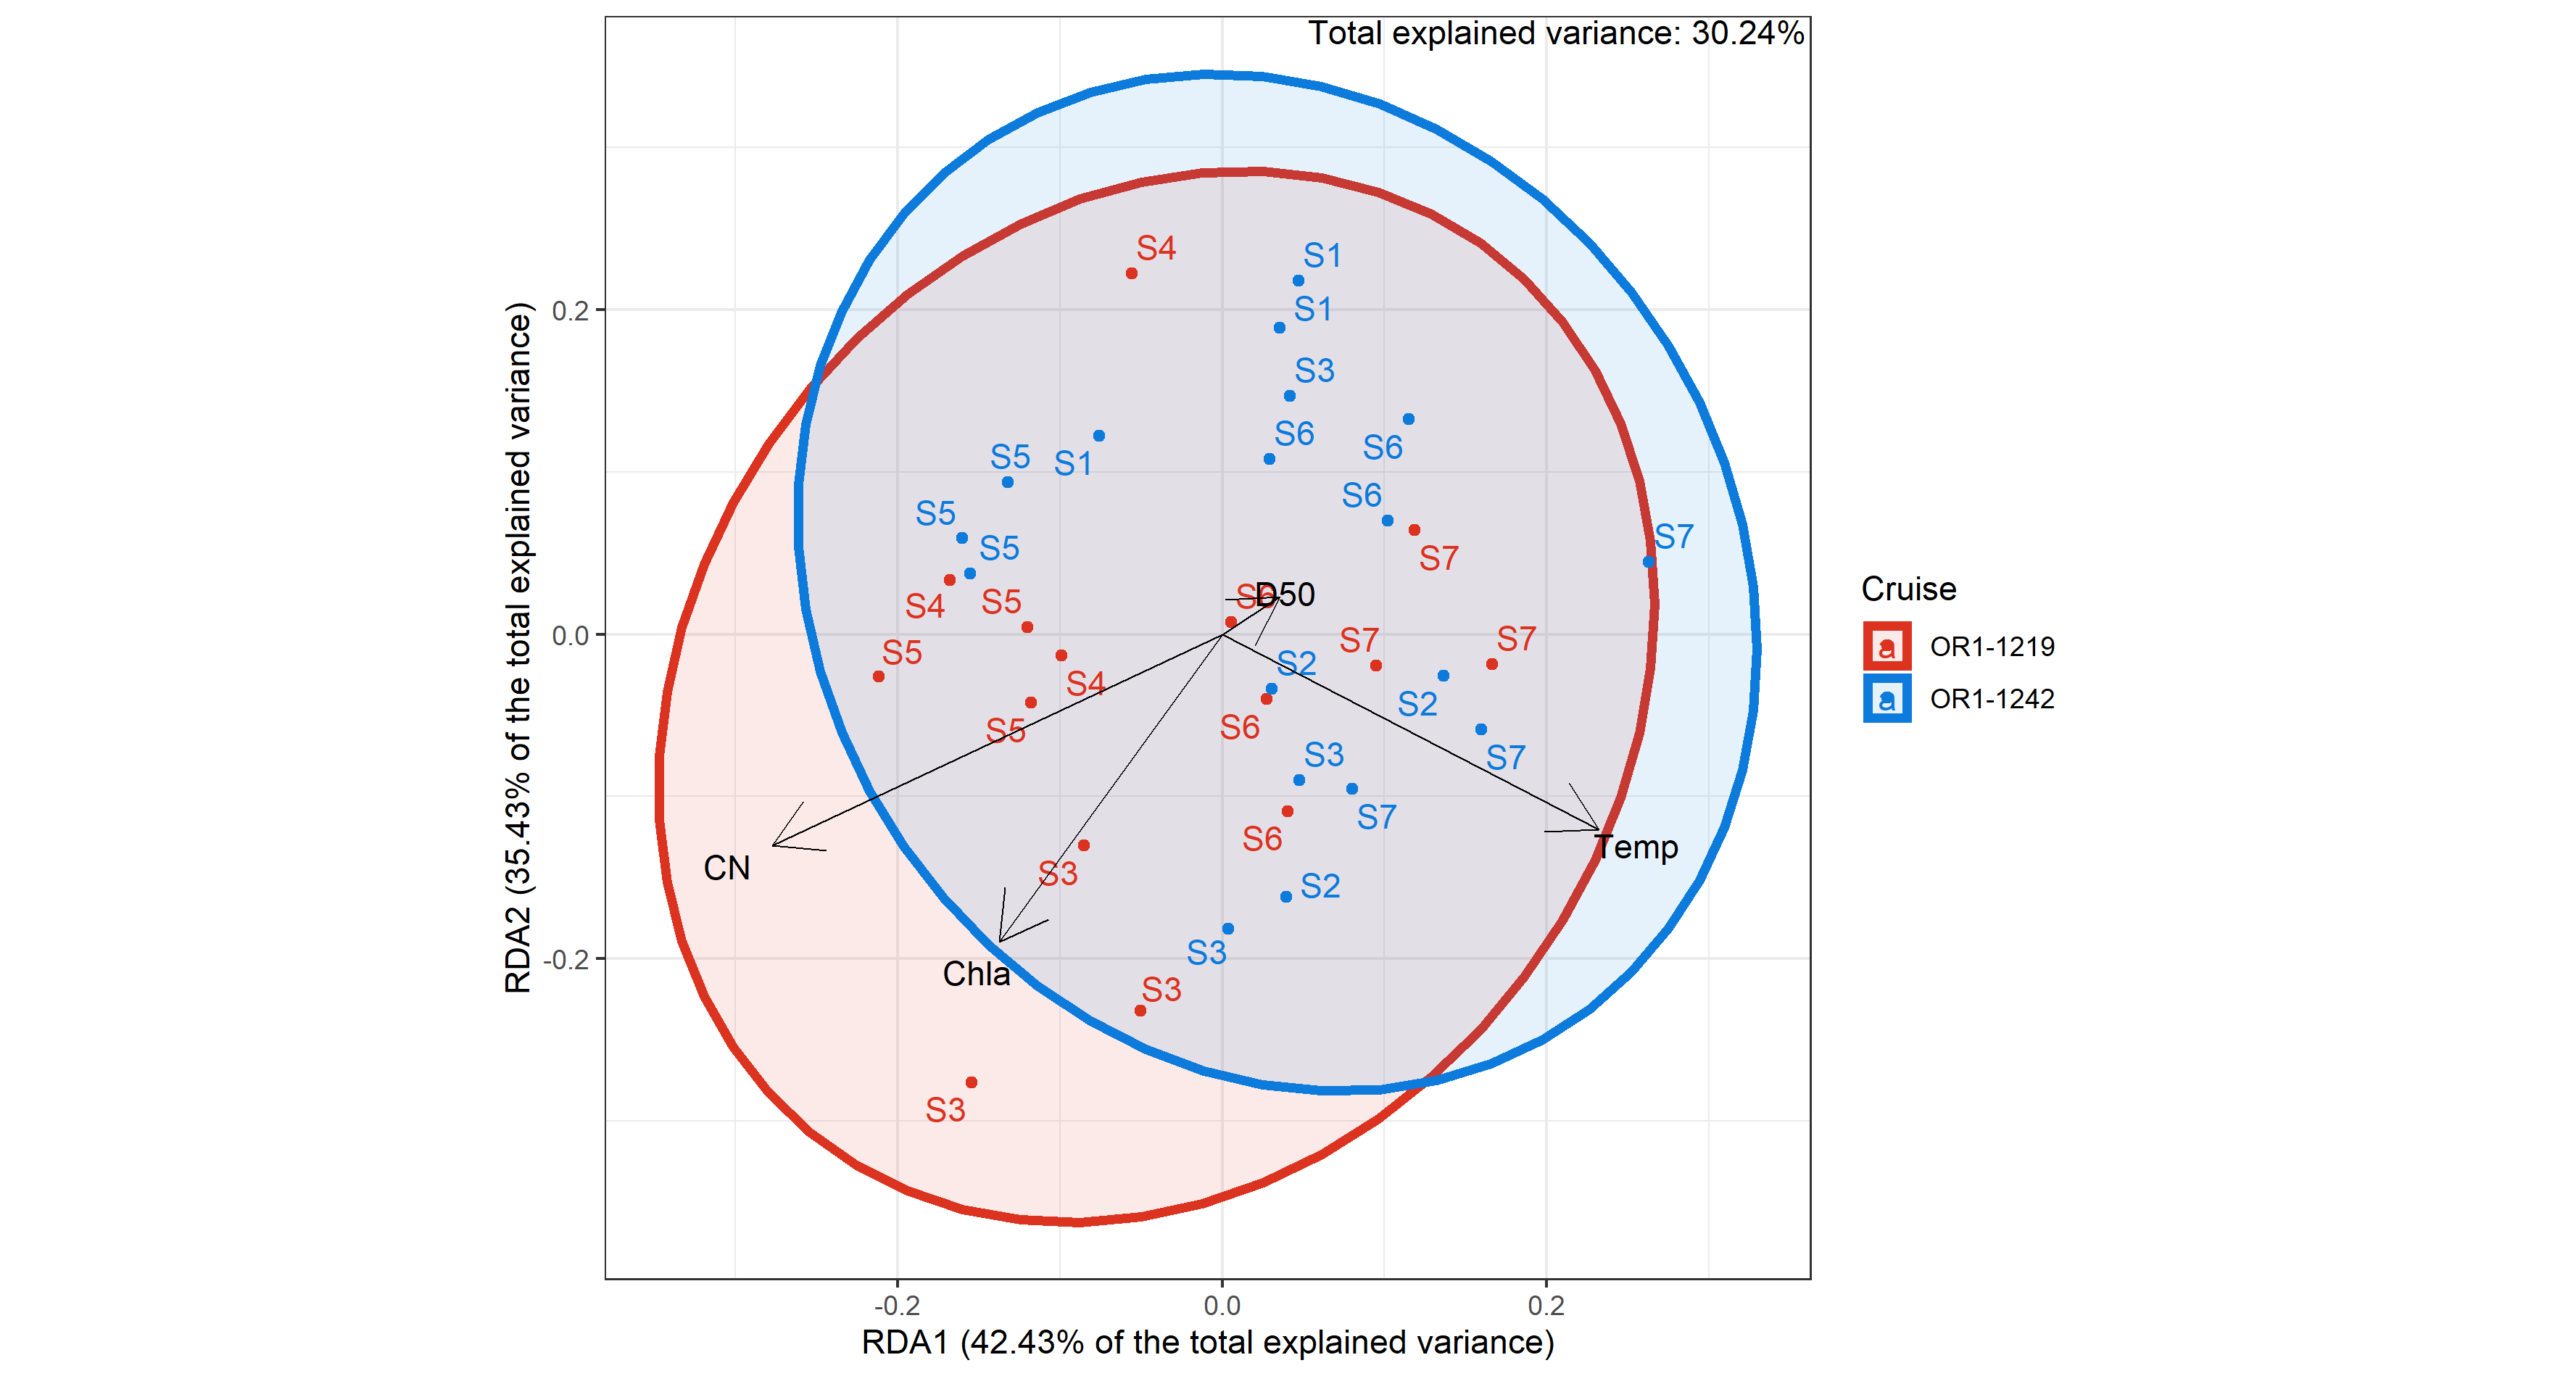 Total explained variance: 30.24%
RDA2 (35.43% of the total explained variance)
0.2
0.0
-0.2
S4
S1
S1
S3
S6
S6
S5
S1
S6
S5
S7
S5
S7
S4
S5
S6
D50
S5
S7
S7
S2
S4
S2
S5
S6
S3
S7
S7
S6
Temp
CN
S3
S2
S3
Chla
S3
S3
-0.2
0.0
0.2
RDA1 (42.43% of the total explained variance)
Cruise
a OR1-1219
a OR1-1242